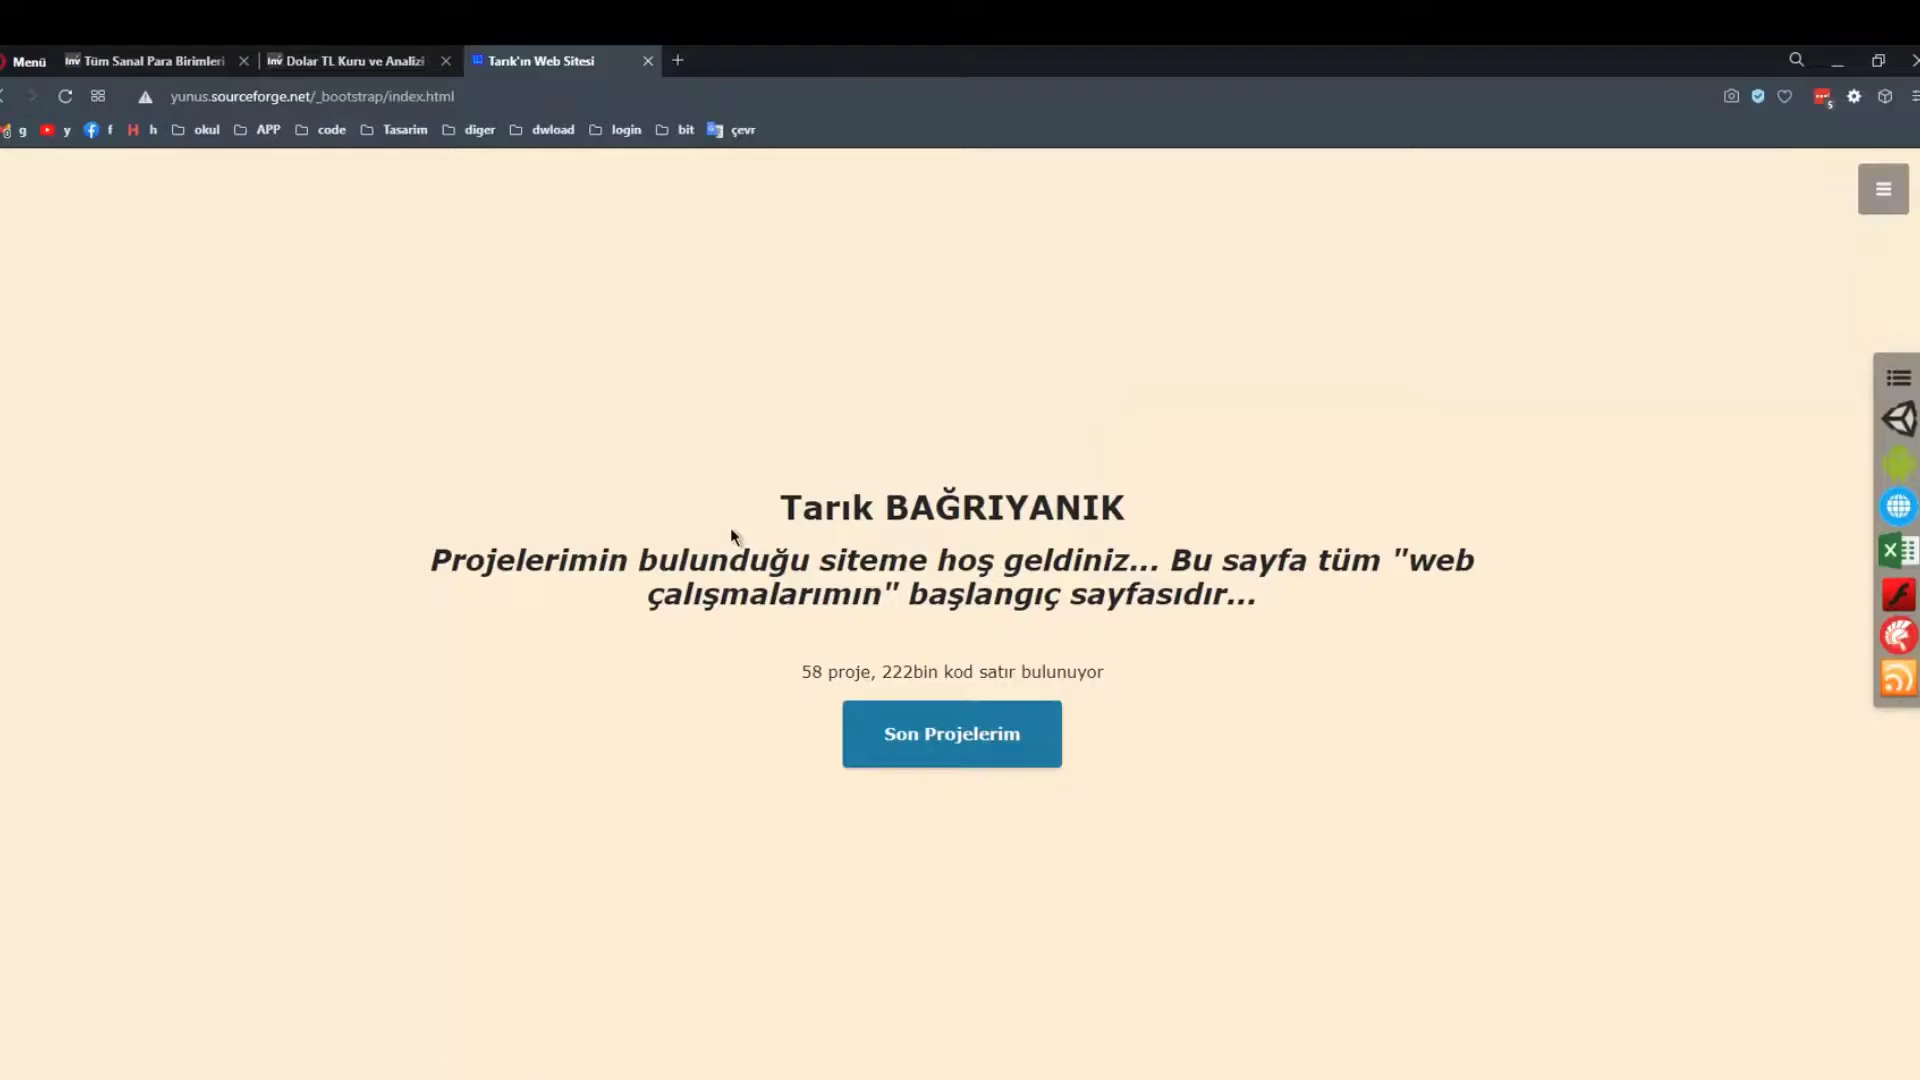 Menü
Tüm Sanal Para Birimleri
Dolar TL Kuru ve Analizi
Tarık'ın Web Sitesi
yunus.sourceforge.net/_bootstrap/index.html
g y f h okul APP code Tasarim diger dwload login bit çevr
Tarık BAĞRIYANIK
Projelerimin bulunduğu siteme hoş geldiniz... Bu sayfa tüm "web
çalışmalarımın" başlangıç sayfasıdır...
58 proje, 222bin kod satır bulunuyor
Son Projelerim